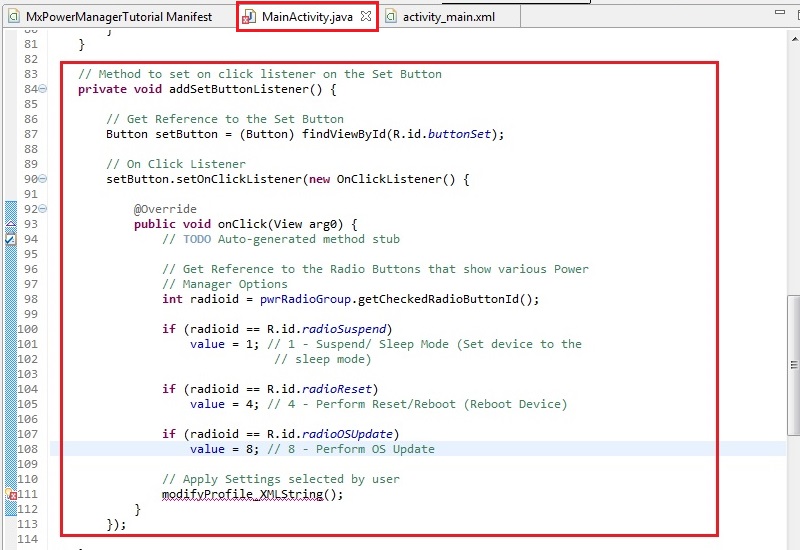 MxPowerManagerTutorial Manifest MainActivity.java activity_main.xml
80 }
81 }
82
83 // Method to set on click listener on the Set Button
84 private void addSetButtonListener() {
85
86 // Get Reference to the Set Button
87 Button setButton = (Button) findViewById(R.id.buttonSet);
88
89 // On Click Listener
90 setButton.setOnClickListener(new OnClickListener() {
91
92 @Override
93 public void onClick(View arg0) {
94 // TODO Auto-generated method stub
95
96 // Get Reference to the Radio Buttons that show various Power
97 // Manager Options
98 int radioid = pwrRadioGroup.getCheckedRadioButtonId();
99
100 if (radioid == R.id.radioSuspend)
101 value = 1; // 1 - Suspend/ Sleep Mode (Set device to the
102 // sleep mode)
103
104 if (radioid == R.id.radioReset)
105 value = 4; // 4 - Perform Reset/Reboot (Reboot Device)
106
107 if (radioid == R.id.radioOSUpdate)
108 value = 8; // 8 - Perform OS Update
109
110 // Apply Settings selected by user
111 modifyProfile_XMLString();
112 }
113 });
114